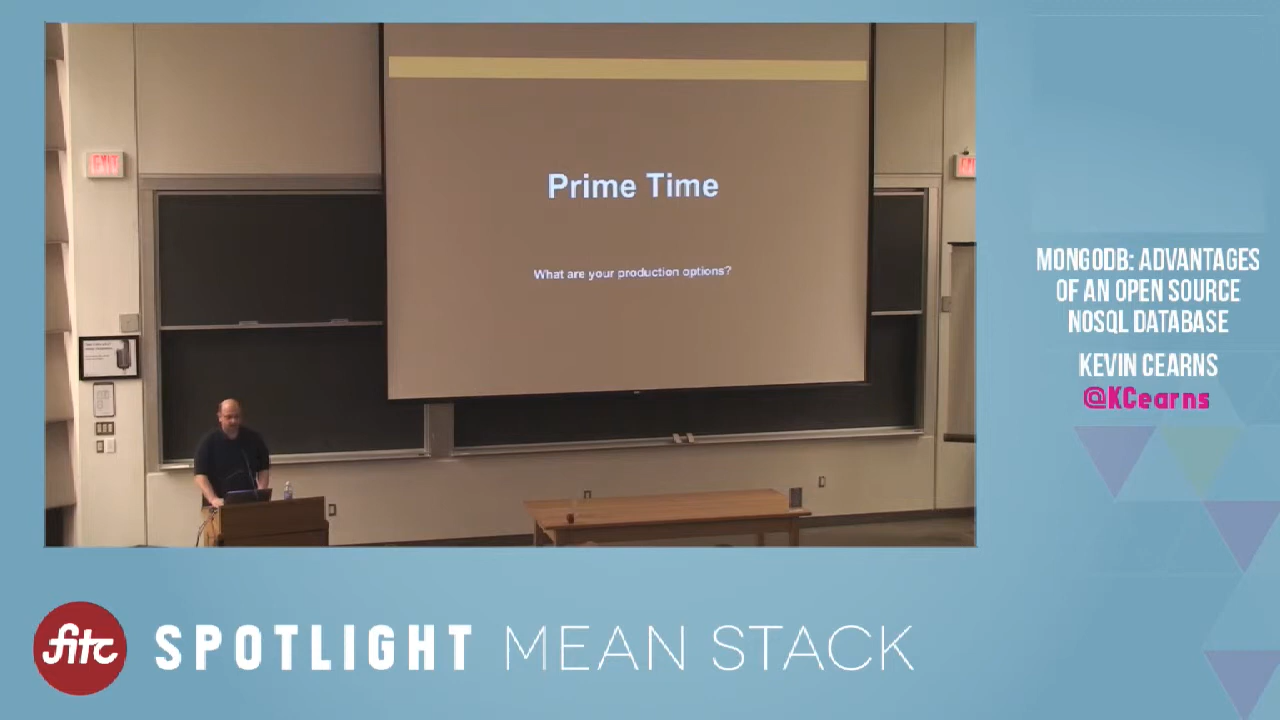 Prime Time
What are your production options?
EXIT
MONGODB: ADVANTAGES
OF AN OPEN SOURCE
NOSQL DATABASE
KEVIN CEARNS
@KCearns
fitc
SPOTLIGHT MEAN STACK